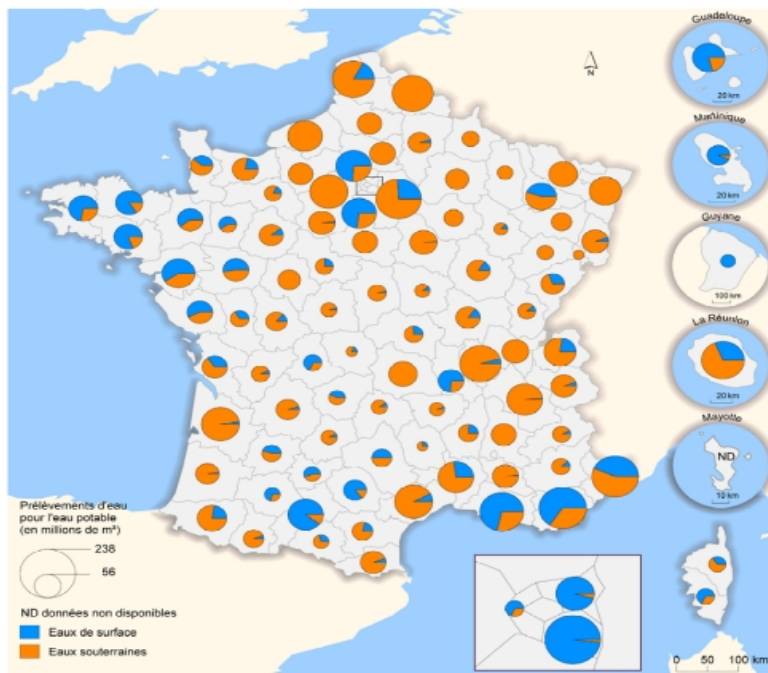 Guadeloupe
20 km
Martinique
20 km
Guyane
100 km
La Réunion
20 km
Mayotte
ND
10 km
N
Prélèvements d'eau
pour l'eau potable
(en millions de m³)
238
56
ND données non disponibles
Eaux de surface
Eaux souterraines
0 50 100 km